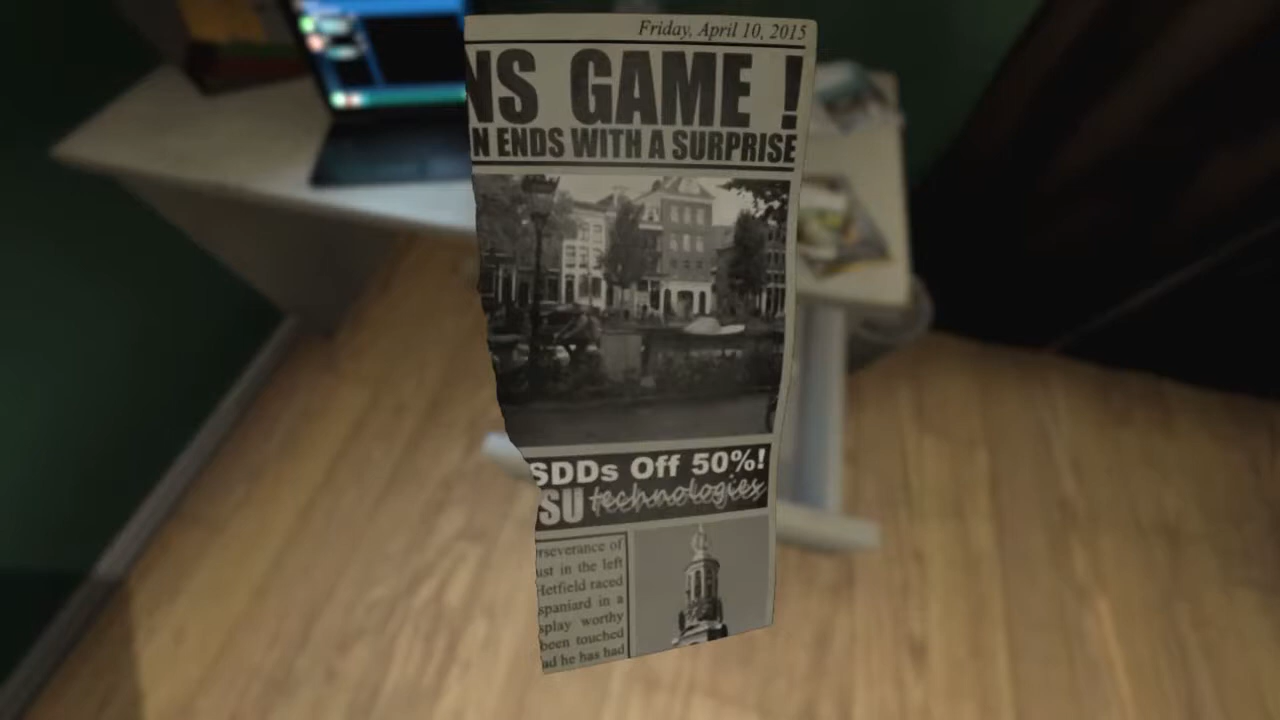 Friday, April 10, 2015
NS GAME !
N ENDS WITH A SURPRISE
SDDs Off 50%!
SU technologies
rseverance of
ust in the left
Hetfield raced
spaniard in a
splay worthy
been touched
ad he has had